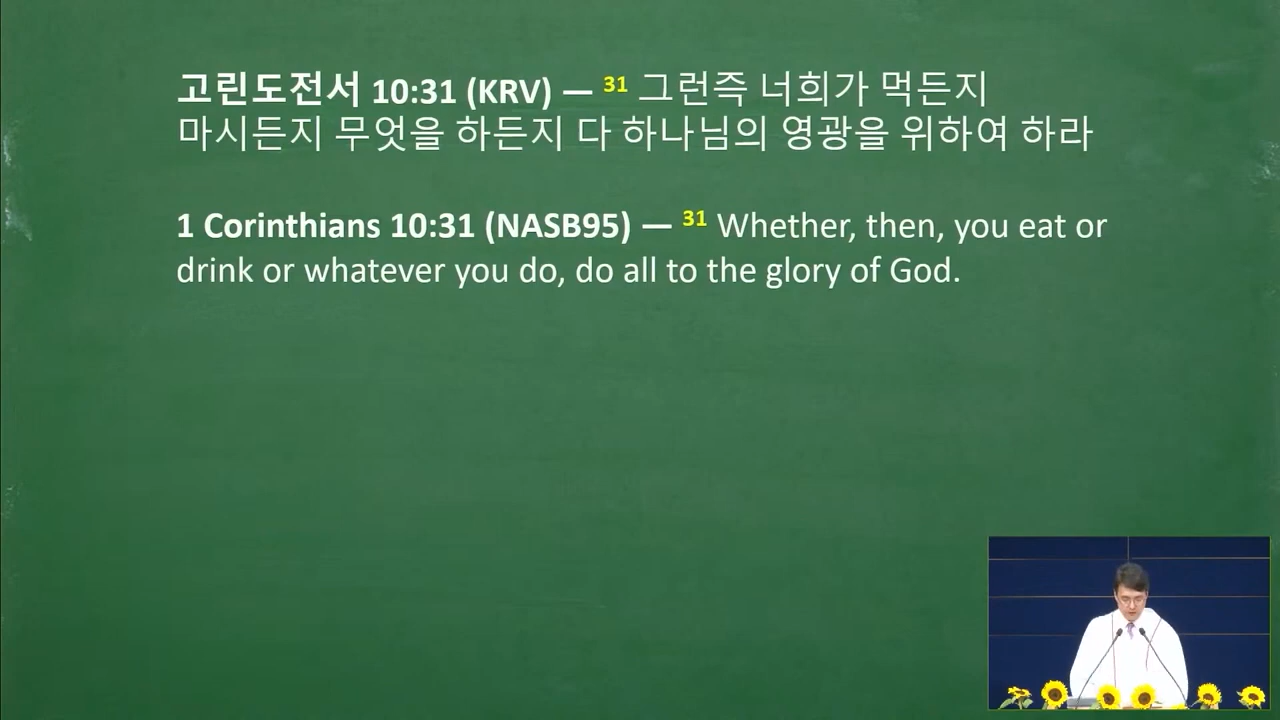 고린도전서 10:31 (KRV) — 31 그런즉 너희가 먹든지
마시든지 무엇을 하든지 다 하나님의 영광을 위하여 하라
1 Corinthians 10:31 (NASB95) — 31 Whether, then, you eat or
drink or whatever you do, do all to the glory of God.